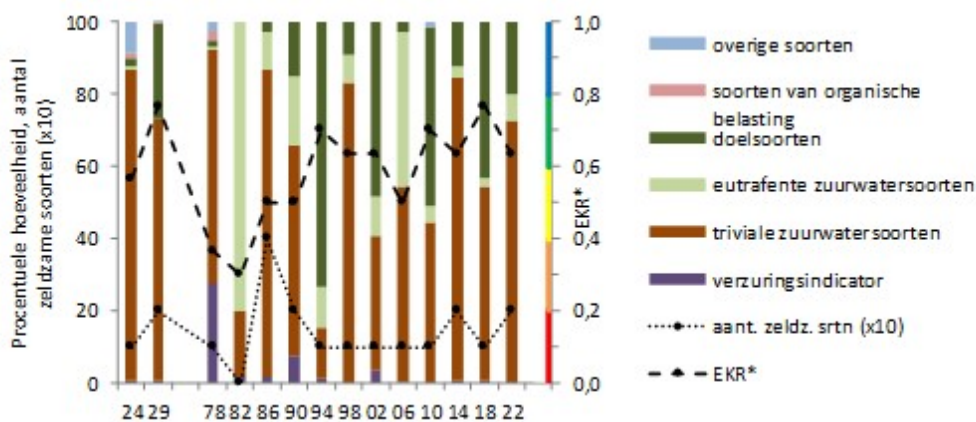 Procentuele hoeveelheid, aantal
zeldzame soorten (x10)
100
80
60
40
20
0
24 29 78 82 86 90 94 98 02 06 10 14 18 22
1,0
0,8
0,6
0,4
0,2
0,0
EKR*
overige soorten
soorten van organische
belasting
doelsoorten
eutrafente zuurwatersoorten
triviale zuurwatersoorten
verzuringsindicator
aant. zeldz. srtn (x10)
EKR*